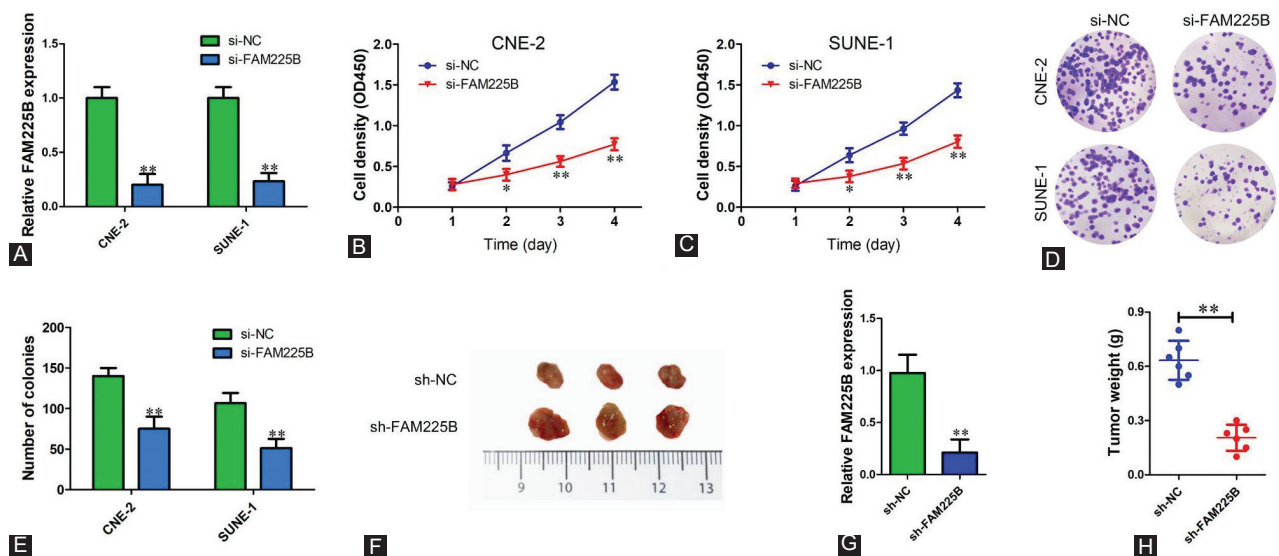 Relative FAM225B expression
1.5
1.0
0.5
0.0
si-NC
si-FAM225B
**
**
CNE-2
SUNE-1
A
CNE-2
Cell density (OD450)
2.0
1.5
1.0
0.5
0.0
si-NC
si-FAM225B
*
**
**
0 1 2 3 4
Time (day)
B
SUNE-1
Cell density (OD450)
2.0
1.5
1.0
0.5
0.0
si-NC
si-FAM225B
*
**
**
0 1 2 3 4
Time (day)
C
si-NC si-FAM225B
CNE-2
SUNE-1
D
Number of colonies
200
150
100
50
0
si-NC
si-FAM225B
**
**
CNE-2
SUNE-1
E
sh-NC
sh-FAM225B
9 10 11 12 13
F
Relative FAM225B expression
1.5
1.0
0.5
0.0
**
sh-NC
sh-FAM225B
G
Tumor weight (g)
0.9
0.6
0.3
0.0
**
sh-NC
sh-FAM225B
H